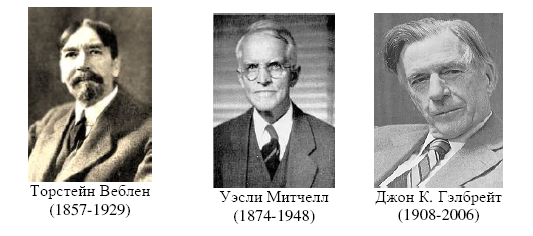 Торстейн Веблен
(1857-1929)
Уэсли Митчелл
(1874-1948)
Джон К. Гэлбрейт
(1908-2006)